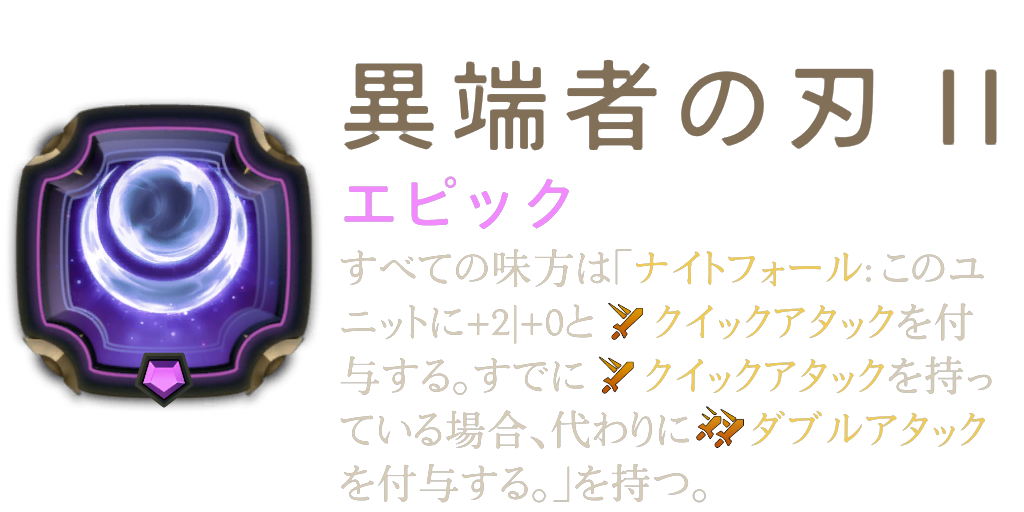 異端者の刃 II
エピック
すべての味方は「ナイトフォール: このユ
ニットに+2|+0とクイックアタックを付
与する。すでにクイックアタックを持っ
ている場合、代わりにダブルアタック
を付与する。」を持つ。